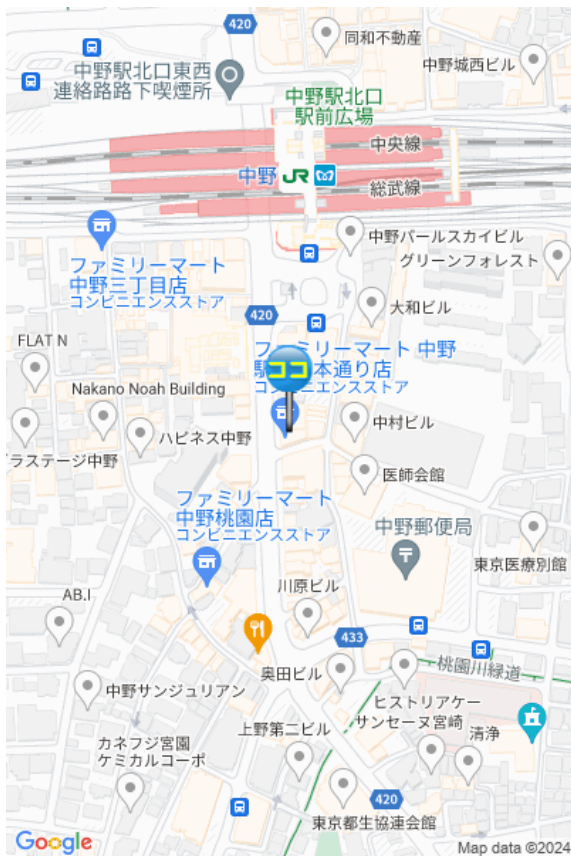 420
同和不動産
中野城西ビル
中野駅北口東西
連絡路路下喫煙所
中野駅北口
駅前広場
中央線
中野 JR
総武線
中野パールスカイビル
グリーンフォレスト
ファミリーマート
中野三丁目店
コンビニエンスストア
大和ビル
420
ファミリーマート 中野
駅
本通り店
ココ
コンビニエンスストア
FLAT N
Nakano Noah Building
ハピネス中野
中村ビル
ラステージ中野
医師会館
ファミリーマート
中野桃園店
コンビニエンスストア
中野郵便局
東京医療別館
AB.I
川原ビル
433
桃園川緑道
奥田ビル
中野サンジュリアン
ヒストリアケー
サンセーヌ宮崎
清浄
上野第二ビル
カネフジ宮園
ケミカルコーポ
420
東京都生協連会館
Google
Map data ©2024